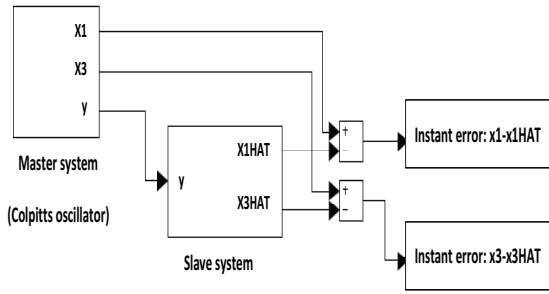 X1
X3
y
Master system
(Colpitts oscillator)
y
X1HAT
X3HAT
Slave system
+
−
+
−
Instant error: x1-x1HAT
Instant error: x3-x3HAT